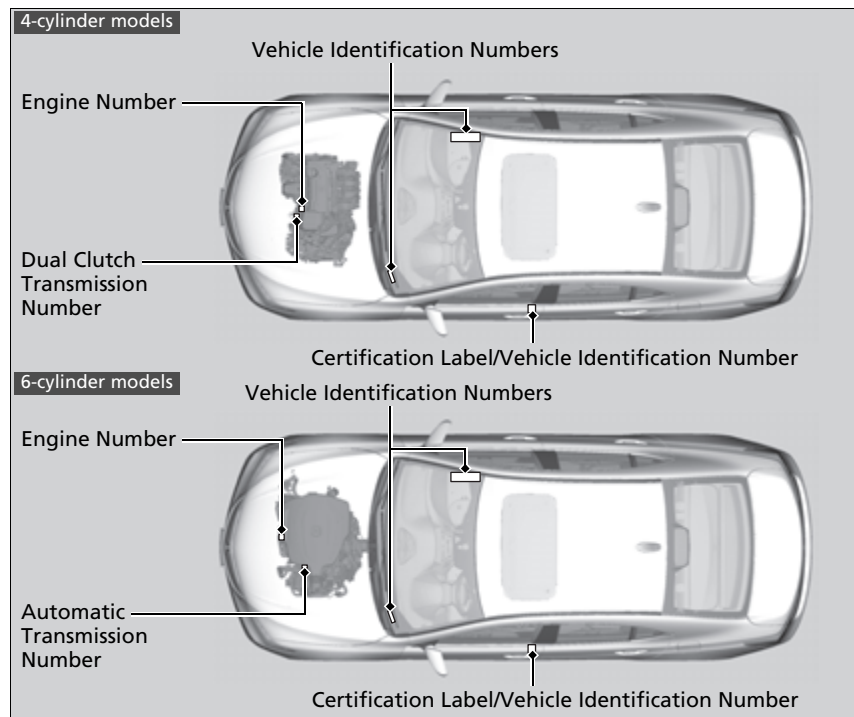 4-cylinder models
Vehicle Identification Numbers
Engine Number
Dual Clutch
Transmission
Number
Certification Label/Vehicle Identification Number
6-cylinder models
Vehicle Identification Numbers
Engine Number
Automatic
Transmission
Number
Certification Label/Vehicle Identification Number